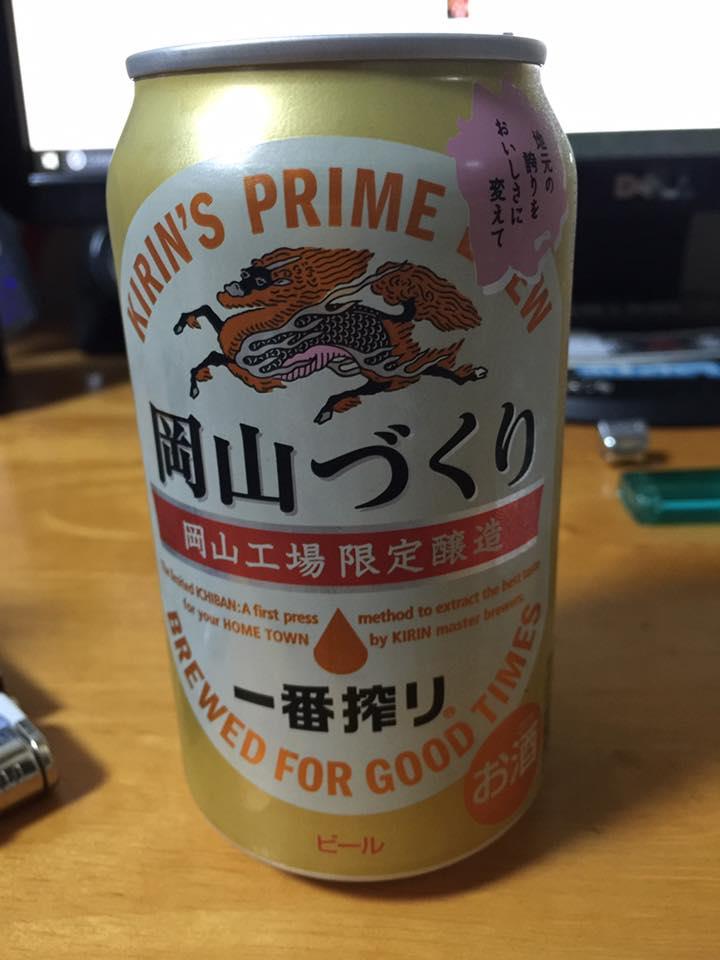 地元の
誇りを
おいしさに
変えて
KIRIN'S PRIME BREW
岡山づくり
岡山工場限定醸造
The limited ICHIBAN: A first press method to extract the best taste
for your HOME TOWN by KIRIN master brewers.
一番搾り®
BREWED FOR GOOD TIMES
お酒
ビール
DELL